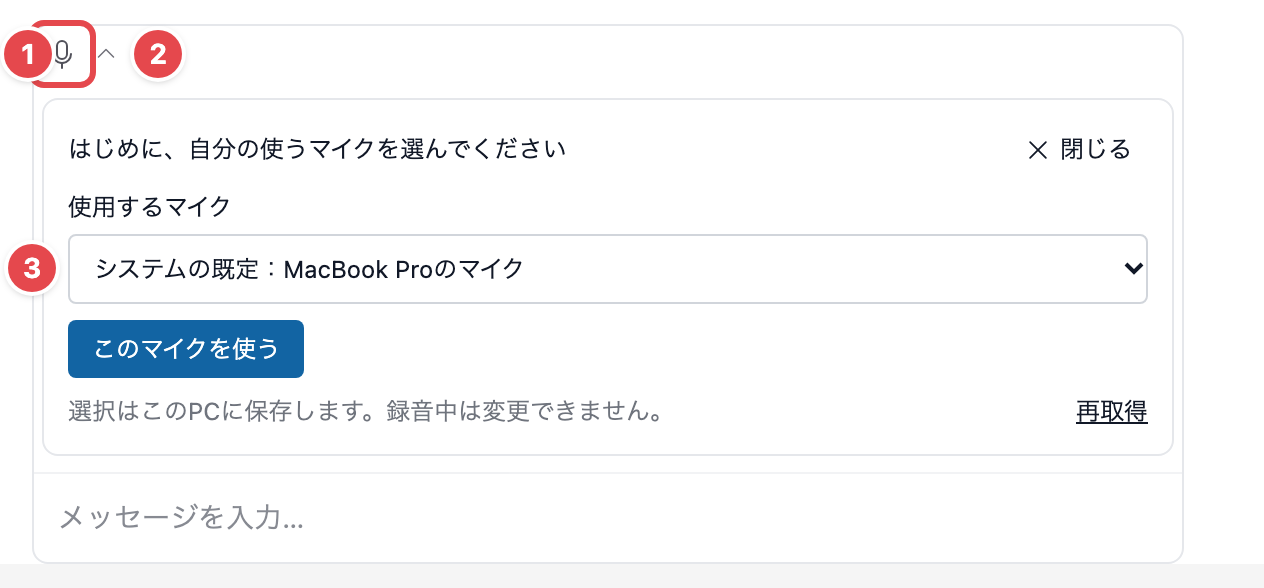 1
2
はじめに、自分の使うマイクを選んでください
閉じる
使用するマイク
3
システムの既定：MacBook Proのマイク
このマイクを使う
選択はこのPCに保存します。録音中は変更できません。
再取得
メッセージを入力...